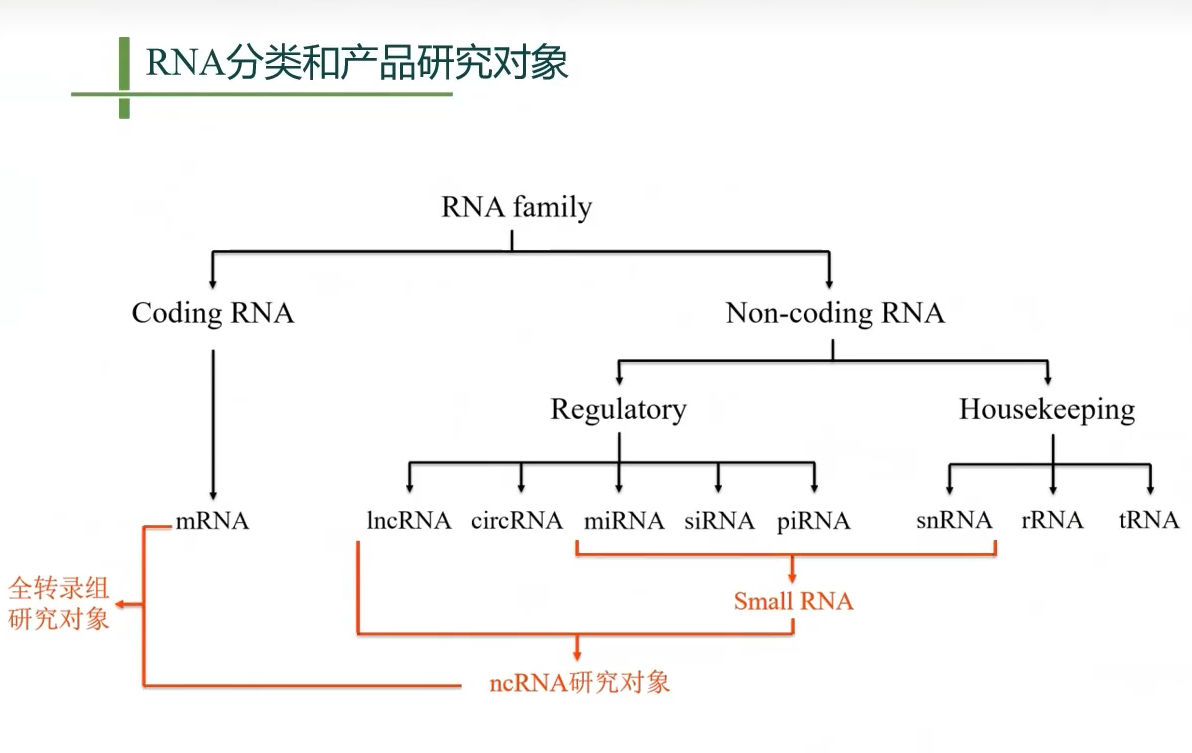 RNA分类和产品研究对象
RNA family
Coding RNA
Non-coding RNA
Regulatory
Housekeeping
mRNA
lncRNA
circRNA
miRNA
siRNA
piRNA
snRNA
rRNA
tRNA
全转录组
研究对象
Small RNA
ncRNA研究对象